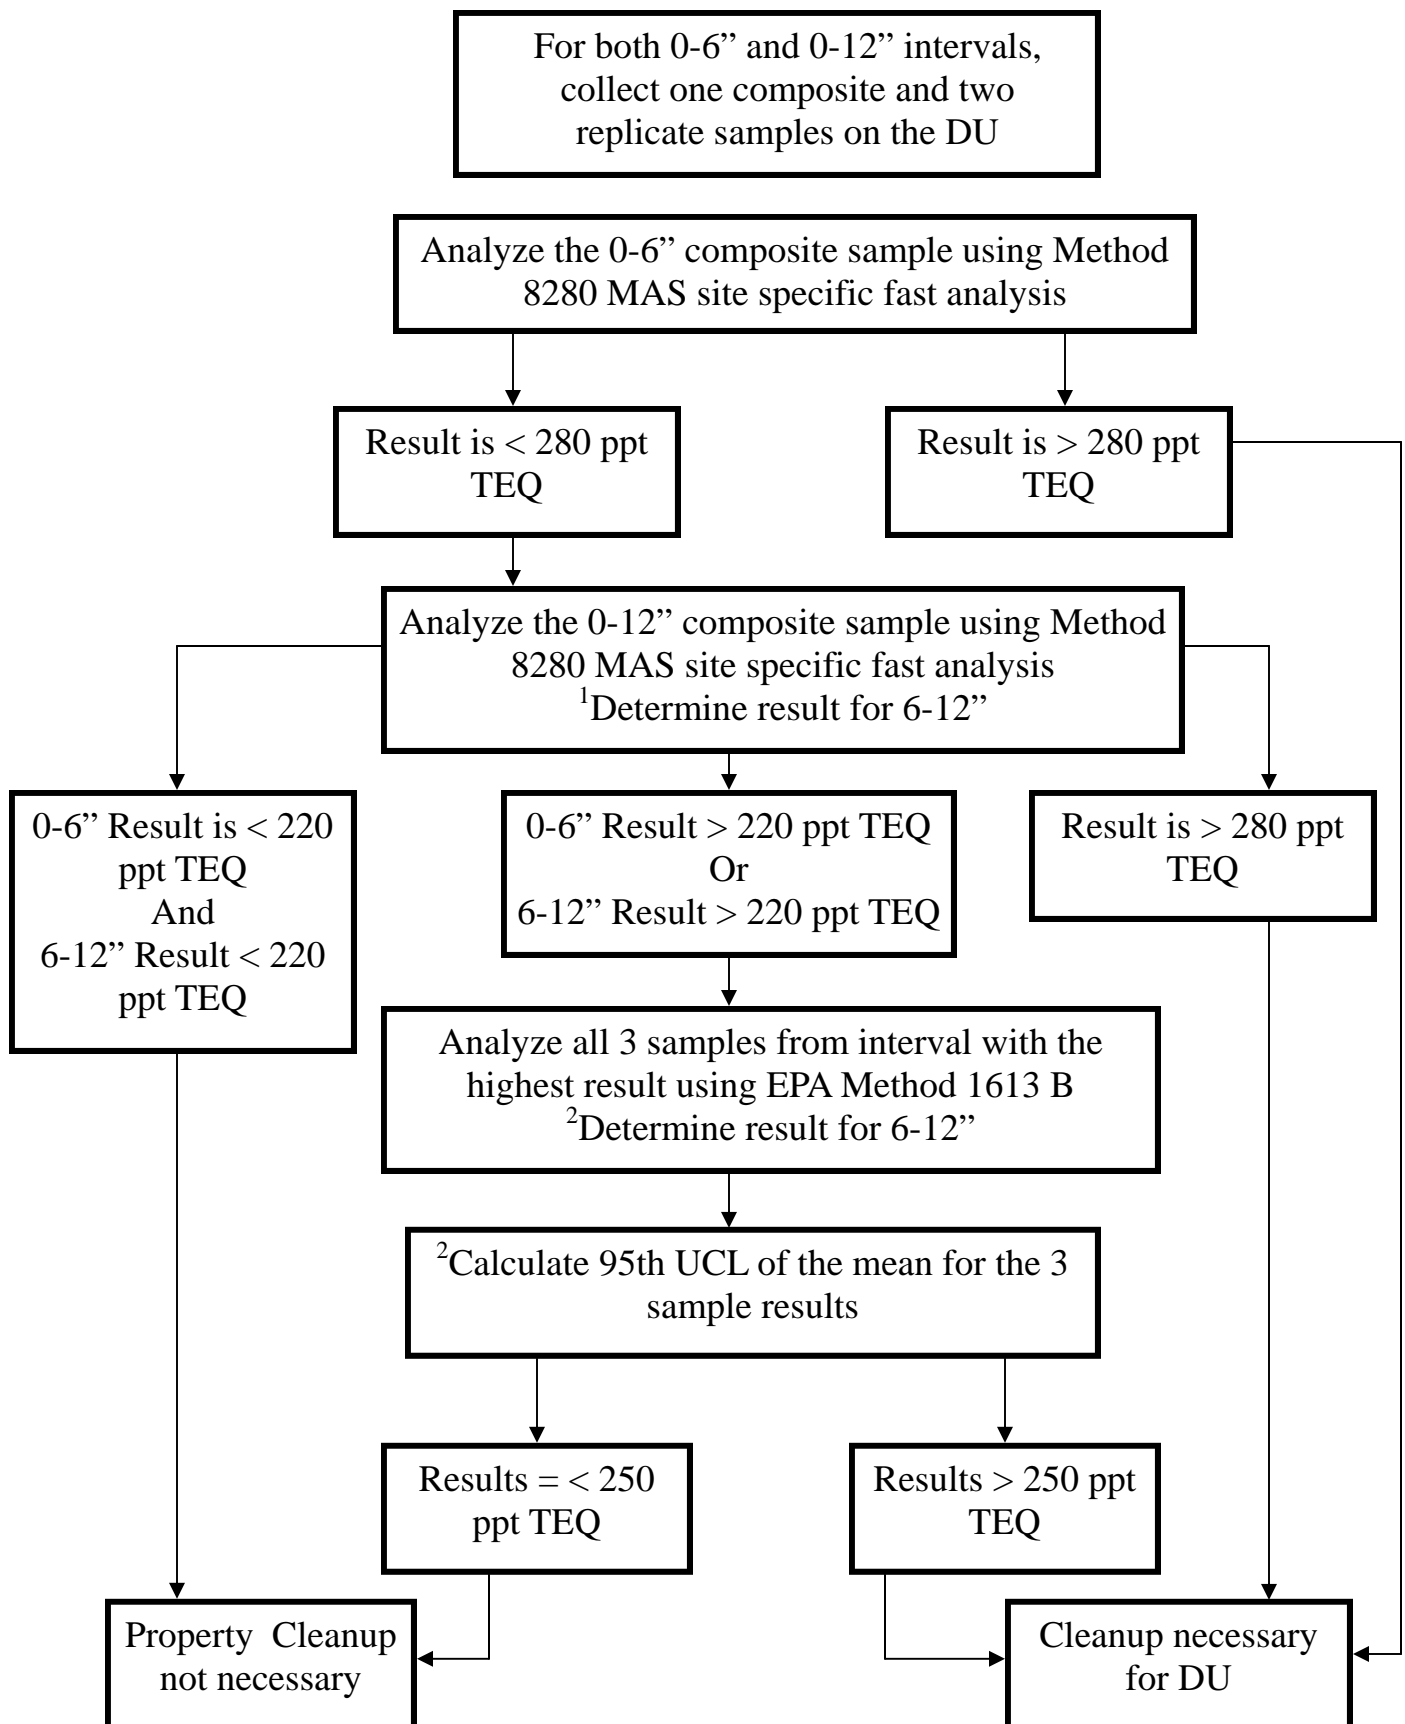 For both 0-6” and 0-12” intervals,
collect one composite and two
replicate samples on the DU
Analyze the 0-6” composite sample using Method
8280 MAS site specific fast analysis
Result is < 280 ppt
TEQ
Result is > 280 ppt
TEQ
Analyze the 0-12” composite sample using Method
8280 MAS site specific fast analysis
¹Determine result for 6-12”
0-6” Result is < 220
ppt TEQ
And
6-12” Result < 220
ppt TEQ
0-6” Result > 220 ppt TEQ
Or
6-12” Result > 220 ppt TEQ
Result is > 280 ppt
TEQ
Analyze all 3 samples from interval with the
highest result using EPA Method 1613 B
²Determine result for 6-12”
²Calculate 95th UCL of the mean for the 3
sample results
Results = < 250
ppt TEQ
Results > 250 ppt
TEQ
Property  Cleanup
not necessary
Cleanup necessary
for DU